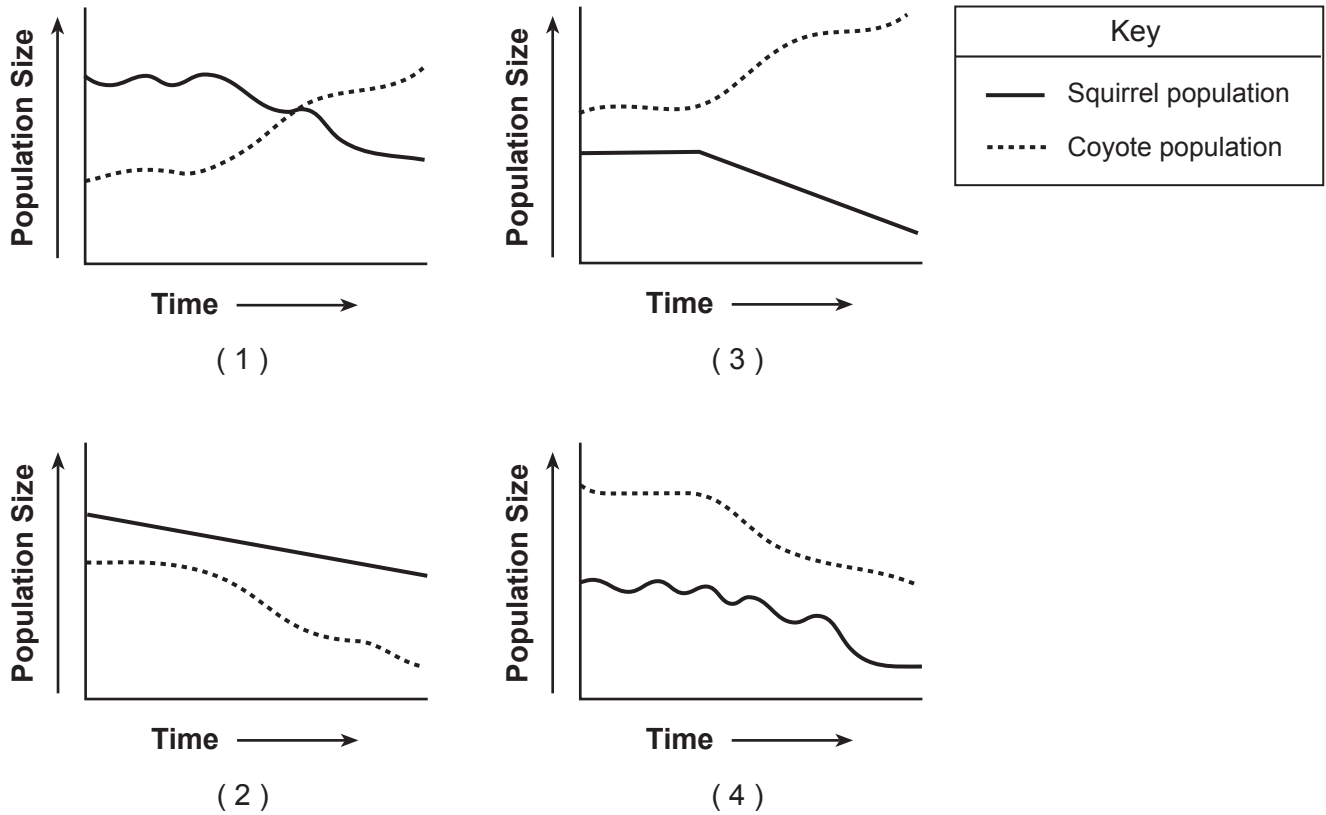 Population Size
Time
( 1 )
Population Size
Time
( 3 )
Key
Squirrel population
Coyote population
Population Size
Time
( 2 )
Population Size
Time
( 4 )